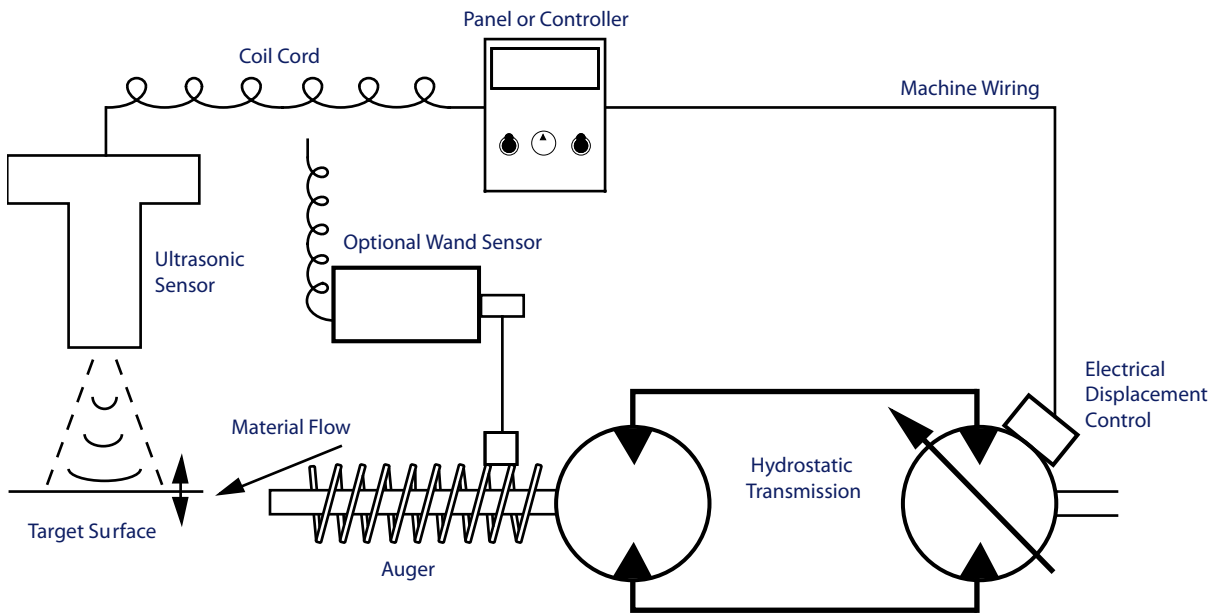 Panel or Controller
Coil Cord
Machine Wiring
Ultrasonic
Sensor
Optional Wand Sensor
Electrical
Displacement
Control
Material Flow
Hydrostatic
Transmission
Target Surface
Auger